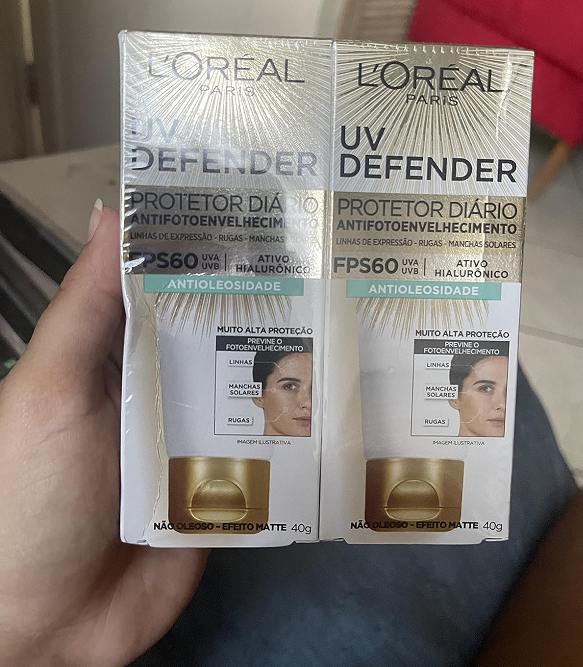 L'ORÉAL
PARIS
UV
DEFENDER
PROTETOR DIÁRIO
ANTIFOTOENVELHECIMENTO
LINHAS DE EXPRESSÃO - RUGAS - MANCHAS
FPS60 UVA UVB | ATIVO
HIALURÔNICO
ANTIOLEOSIDADE
MUITO ALTA PROTEÇÃO
PREVINE O
FOTOENVELHECIMENTO
LINHAS
MANCHAS
SOLARES
RUGAS
IMAGEM ILUSTRATIVA
NÃO OLEOSO - EFEITO MATTE 40g
L'ORÉAL
PARIS
UV
DEFENDER
PROTETOR DIÁRIO
ANTIFOTOENVELHECIMENTO
LINHAS DE EXPRESSÃO - RUGAS - MANCHAS SOLARES
FPS60 UVA UVB | ATIVO
HIALURÔNICO
ANTIOLEOSIDADE
MUITO ALTA PROTEÇÃO
PREVINE O
FOTOENVELHECIMENTO
LINHAS
MANCHAS
SOLARES
RUGAS
IMAGEM ILUSTRATIVA
NÃO OLEOSO - EFEITO MATTE 40g